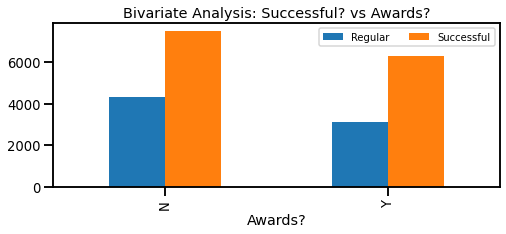 Bivariate Analysis: Successful? vs Awards?
Regular Successful
6000
4000
2000
0
N Y
Awards?